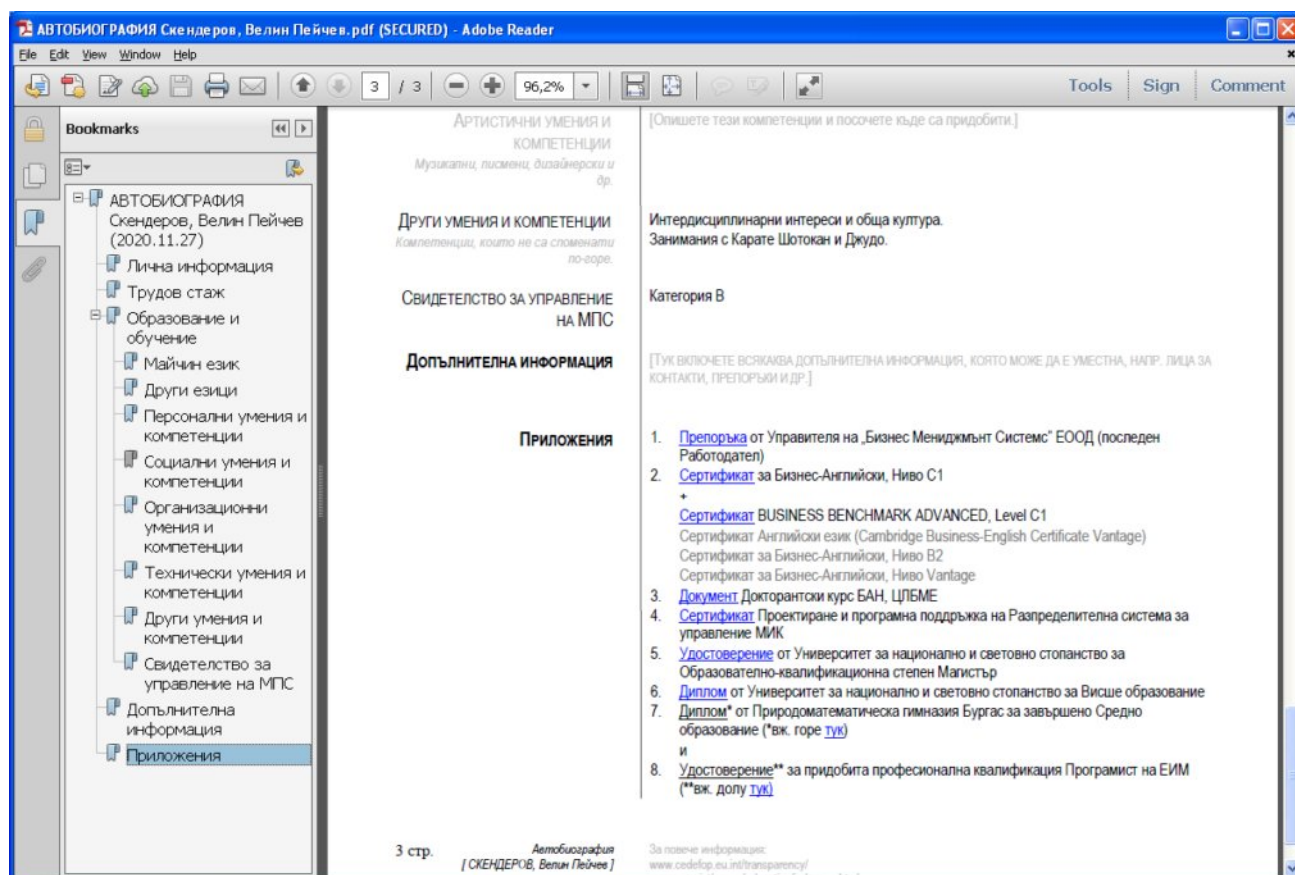 АВТОБИОГРАФИЯ Скендеров, Велин Пейчев.pdf (SECURED) - Adobe Reader
File Edit View Window Help
3 / 3 96,2% Tools Sign Comment
Bookmarks
АВТОБИОГРАФИЯ
Скендеров, Велин Пейчев
(2020.11.27)
Лична информация
Трудов стаж
Образование и
обучение
Майчин език
Други езици
Персонални умения и
компетенции
Социални умения и
компетенции
Организационни
умения и
компетенции
Технически умения и
компетенции
Други умения и
компетенции
Свидетелство за
управление на МПС
Допълнителна
информация
Приложения
АРТИСТИЧНИ УМЕНИЯ И
КОМПЕТЕНЦИИ
Музикални, писмени, дизайнерски и
др.
[Опишете тези компетенции и посочете къде са придобити.]
ДРУГИ УМЕНИЯ И КОМПЕТЕНЦИИ
Компетенции, които не са споменати
по-горе.
Интердисциплинарни интереси и обща култура.
Занимания с Карате Шотокан и Джудо.
СВИДЕТЕЛСТВО ЗА УПРАВЛЕНИЕ
НА МПС
Категория B
ДОПЪЛНИТЕЛНА ИНФОРМАЦИЯ
[ТУК ВКЛЮЧЕТЕ ВСЯКАКВА ДОПЪЛНИТЕЛНА ИНФОРМАЦИЯ, КОЯТО МОЖЕ ДА Е УМЕСТНА, НАПР. ЛИЦА ЗА
КОНТАКТИ, ПРЕПОРЪКИ И ДР.]
ПРИЛОЖЕНИЯ
1. Препоръка от Управителя на „Бизнес Мениджмънт Системс" ЕООД (последен
Работодател)
2. Сертификат за Бизнес-Английски, Ниво C1
+
Сертификат BUSINESS BENCHMARK ADVANCED, Level C1
Сертификат Английски език (Cambridge Business-English Certificate Vantage)
Сертификат за Бизнес-Английски, Ниво B2
Сертификат за Бизнес-Английски, Ниво Vantage
3. Документ Докторантски курс БАН, ЦЛБМЕ
4. Сертификат Проектиране и програмна поддръжка на Разпределителна система за
управление МИК
5. Удостоверение от Университет за национално и световно стопанство за
Образователно-квалификационна степен Магистър
6. Диплом от Университет за национално и световно стопанство за Висше образование
7. Диплом* от Природоматематическа гимназия Бургас за завършено Средно
образование (*вж. горе тук)
и
8. Удостоверение** за придобита професионална квалификация Програмист на ЕИМ
(**вж. долу тук)
3 стр.
Автобиография
[ СКЕНДЕРОВ, Велин Пейчев ]
За повече информация:
www.cedefop.eu.int/transparency/